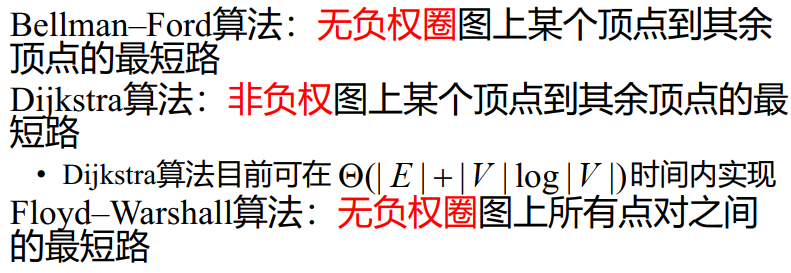 Bellman–Ford算法：无负权圈图上某个顶点到其余
顶点的最短路
Dijkstra算法：非负权图上某个顶点到其余顶点的最
短路
• Dijkstra算法目前可在 Θ(| E | + | V | log | V |)时间内实现
Floyd–Warshall算法：无负权圈图上所有点对之间
的最短路